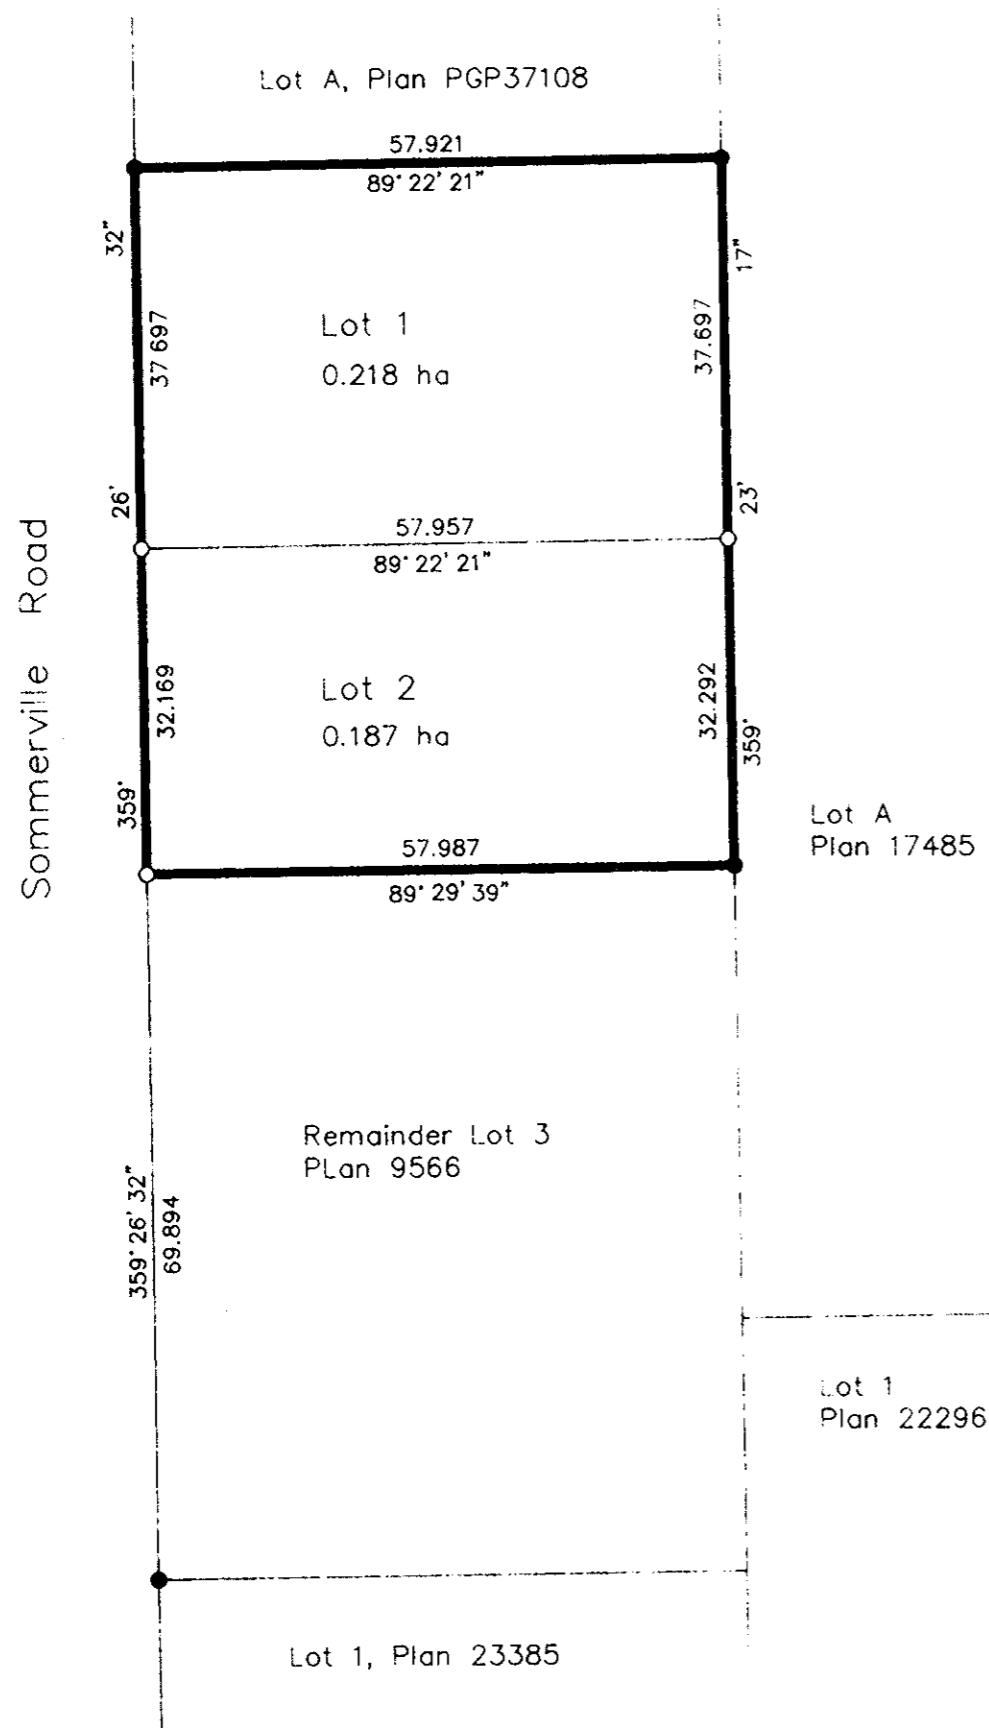 Lot A, Plan PGP37108
57.921
89° 22' 21"
32"
17"
37 697
37.697
Lot 1
0.218 ha
26'
23'
57.957
89° 22' 21"
Sommerville Road
32.169
32.292
Lot 2
0.187 ha
359°
359°
57.987
89° 29' 39"
Lot A
Plan 17485
Remainder Lot 3
PLan 9566
359° 26' 32"
69.894
Lot 1
Plan 22296
Lot 1, Plan 23385